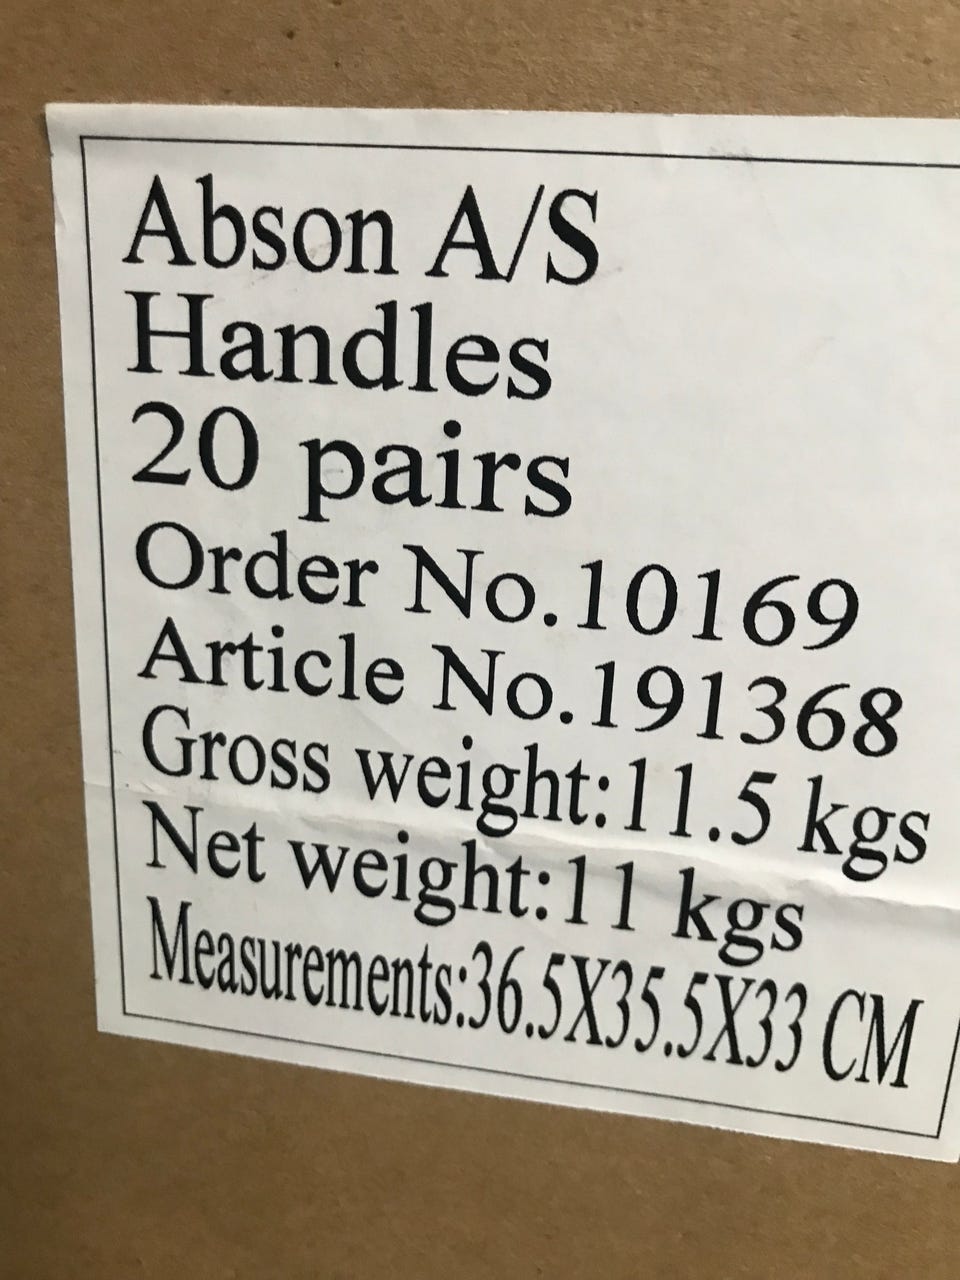 Abson A/S
Handles
20 pairs
Order No.10169
Article No.191368
Gross weight:11.5 kgs
Net weight:11 kgs
Measurements:36.5X35.5X33 CM